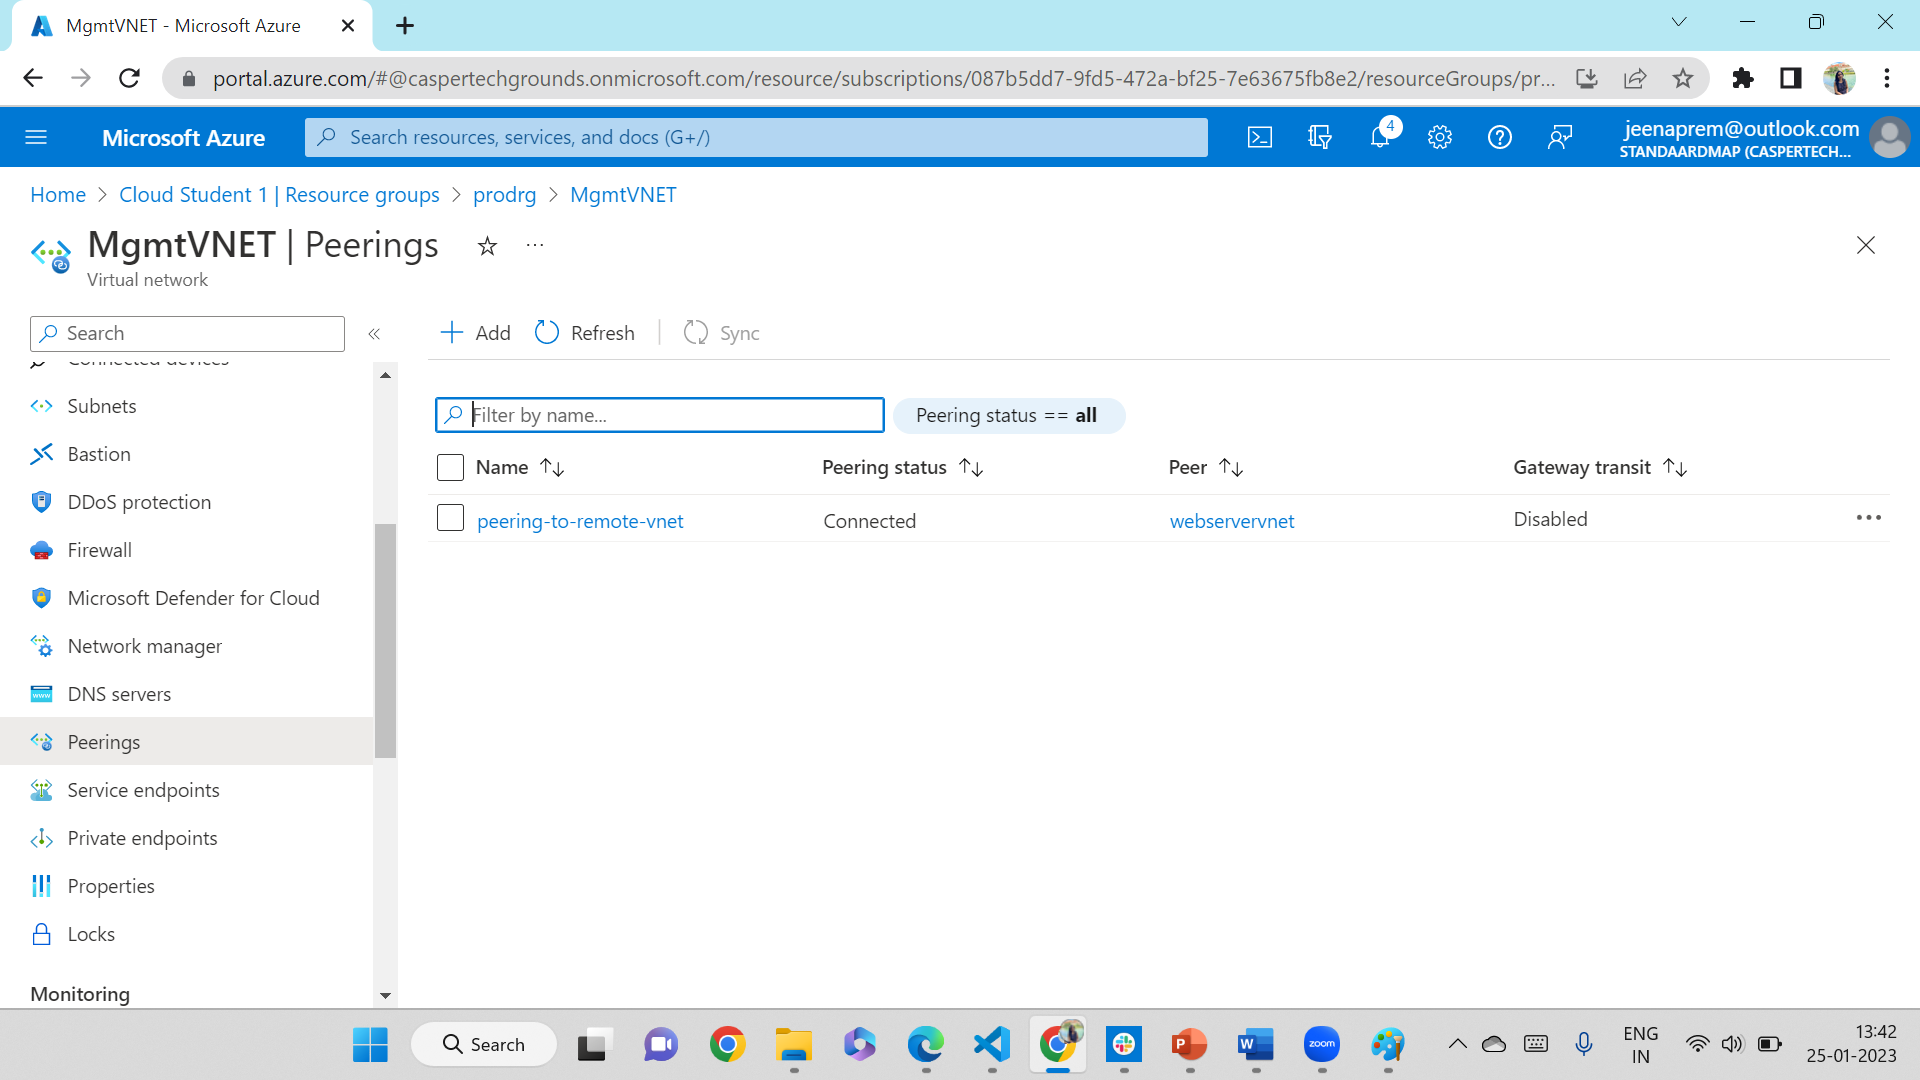 MgmtVNET - Microsoft Azure
portal.azure.com/#@caspertechgrounds.onmicrosoft.com/resource/subscriptions/087b5dd7-9fd5-472a-bf25-7e63675fb8e2/resourceGroups/pr...
Microsoft Azure
Search resources, services, and docs (G+/)
4
jeenaprem@outlook.com
STANDAARDMAP (CASPERTECH...
Home > Cloud Student 1 | Resource groups > prodrg > MgmtVNET
MgmtVNET | Peerings
Virtual network
Search
Add
Refresh
Sync
Connected devices
Subnets
Bastion
DDoS protection
Firewall
Microsoft Defender for Cloud
Network manager
DNS servers
Peerings
Service endpoints
Private endpoints
Properties
Locks
Monitoring
Filter by name...
Peering status == all
Name Peering status Peer Gateway transit
peering-to-remote-vnet Connected webservervnet Disabled
Search
zoom
ENG
IN
13:42
25-01-2023